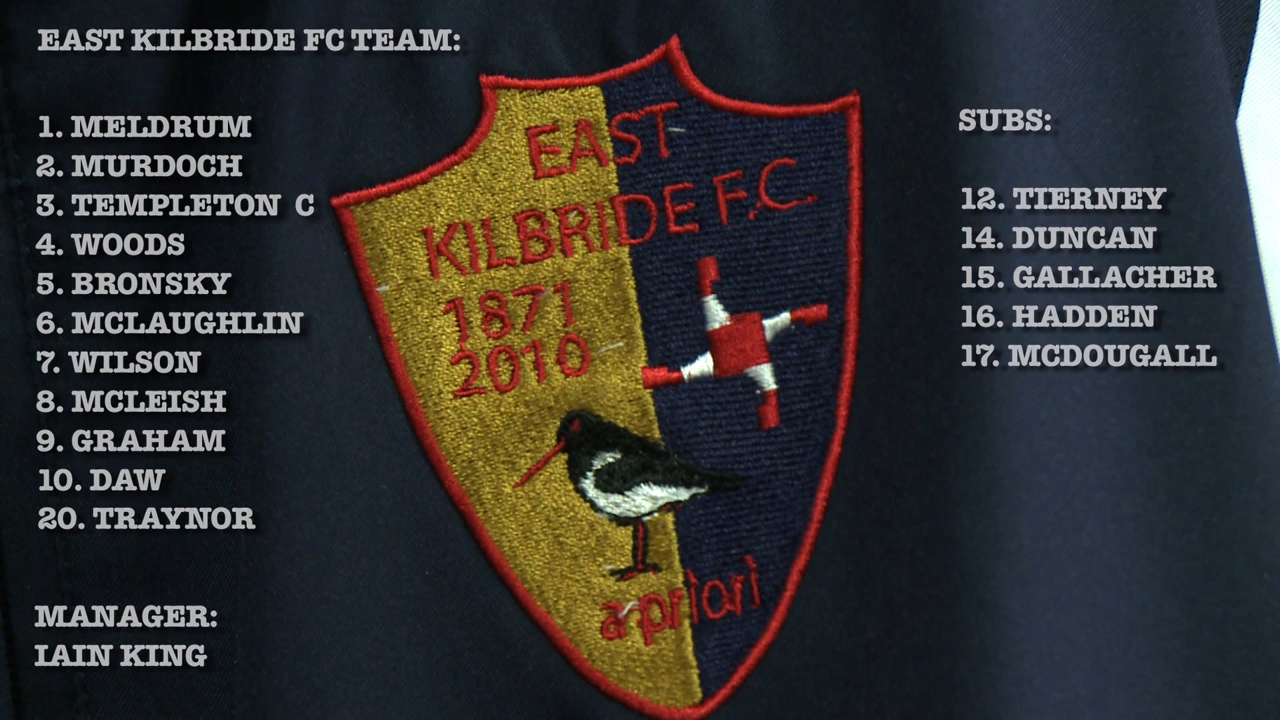 EAST KILBRIDE FC TEAM:
1. MELDRUM
2. MURDOCH
3. TEMPLETON C
4. WOODS
5. BRONSKY
6. MCLAUGHLIN
7. WILSON
8. MCLEISH
9. GRAHAM
10. DAW
20. TRAYNOR
MANAGER:
IAIN KING
EAST
KILBRIDE F.C.
1871
2010
a priori
SUBS:
12. TIERNEY
14. DUNCAN
15. GALLACHER
16. HADDEN
17. MCDOUGALL